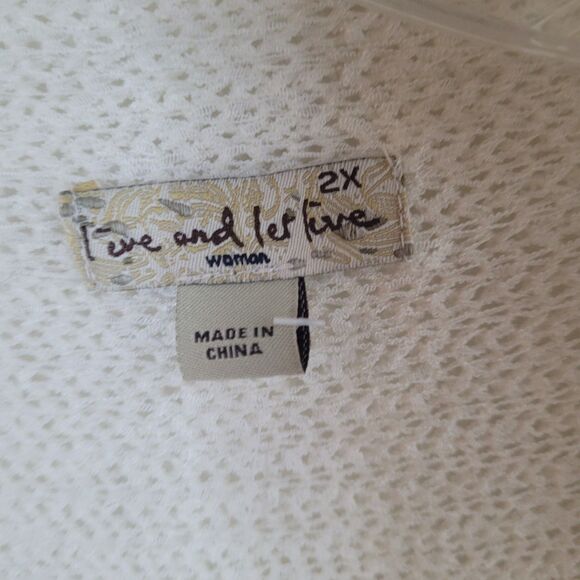 2X
Live and let live
woman
MADE IN
CHINA